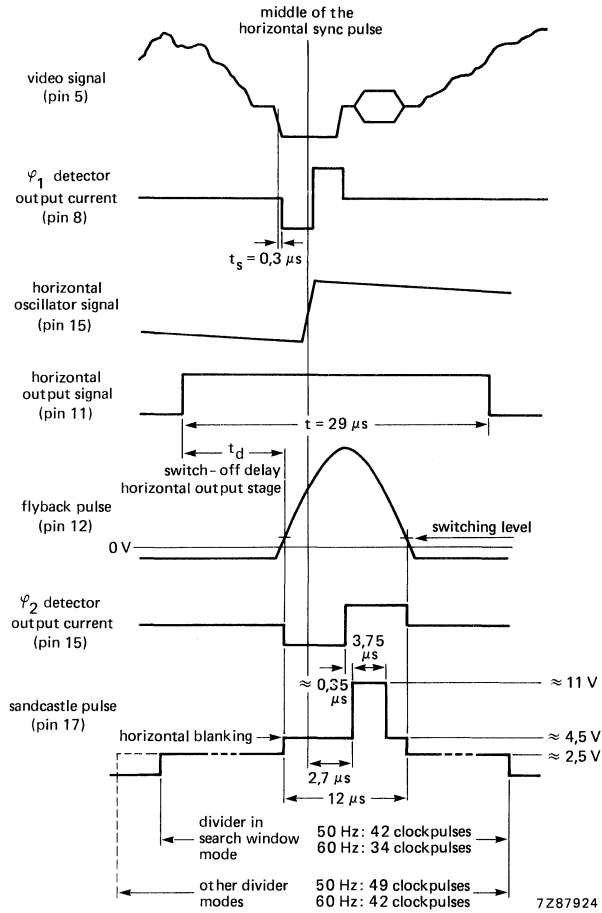 middle of the
horizontal sync pulse
video signal
(pin 5)
φ1 detector
output current
(pin 8)
ts = 0,3 μs
horizontal
oscillator signal
(pin 15)
horizontal
output signal
(pin 11)
t = 29 μs
td
switch-off delay
horizontal output stage
flyback pulse
(pin 12)
switching level
0 V
φ2 detector
output current
(pin 15)
3,75
μs
≈ 0,35
μs
≈ 11 V
sandcastle pulse
(pin 17)
horizontal blanking
≈ 4,5 V
≈ 2,5 V
2,7 μs
12 μs
divider in
search window
mode
50 Hz: 42 clockpulses
60 Hz: 34 clockpulses
other divider
modes
50 Hz: 49 clockpulses
60 Hz: 42 clockpulses
7Z87924